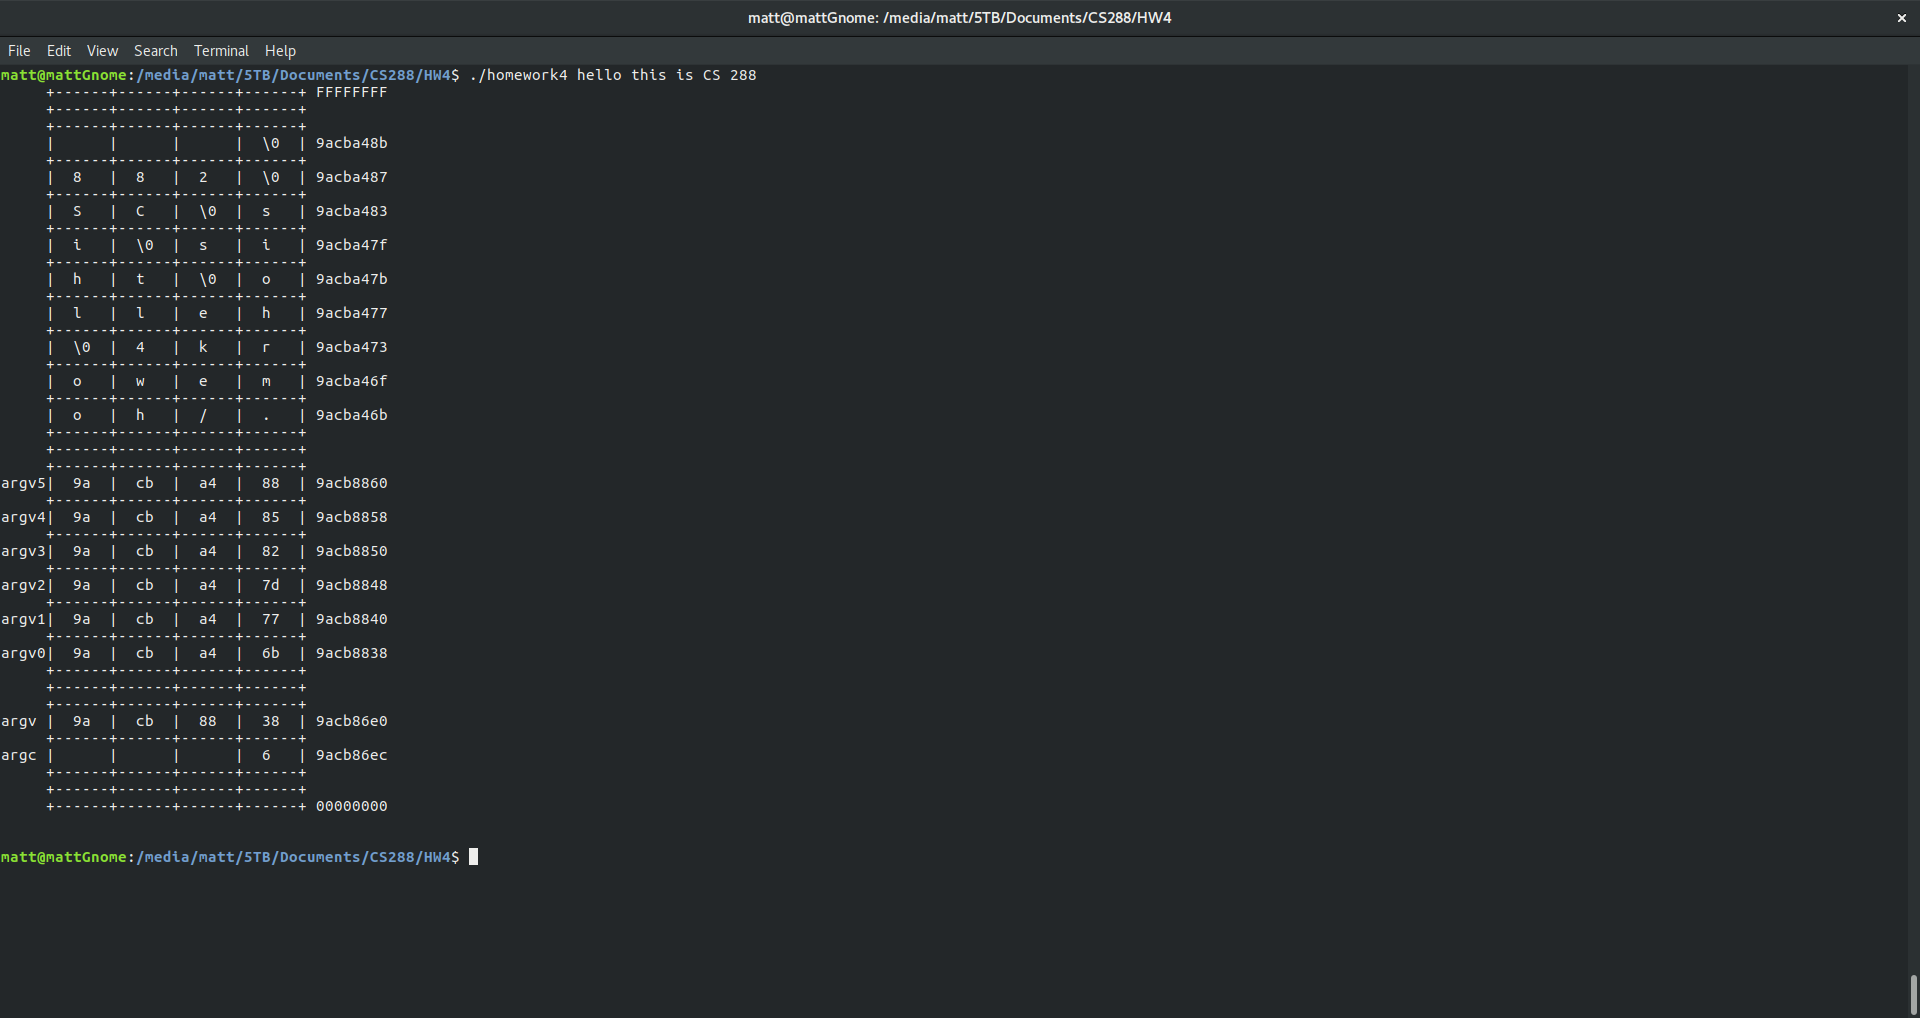 matt@mattGnome: /media/matt/5TB/Documents/CS288/HW4 ×
File Edit View Search Terminal Help
matt@mattGnome:/media/matt/5TB/Documents/CS288/HW4$ ./homework4 hello this is CS 288
     +------+------+------+------+ FFFFFFFF
     +------+------+------+------+
     +------+------+------+------+
     |      |      |      |  \0  | 9acba48b
     +------+------+------+------+
     |  8   |  8   |  2   |  \0  | 9acba487
     +------+------+------+------+
     |  S   |  C   |  \0  |  s   | 9acba483
     +------+------+------+------+
     |  i   |  \0  |  s   |  i   | 9acba47f
     +------+------+------+------+
     |  h   |  t   |  \0  |  o   | 9acba47b
     +------+------+------+------+
     |  l   |  l   |  e   |  h   | 9acba477
     +------+------+------+------+
     |  \0  |  4   |  k   |  r   | 9acba473
     +------+------+------+------+
     |  o   |  w   |  e   |  m   | 9acba46f
     +------+------+------+------+
     |  o   |  h   |  /   |  .   | 9acba46b
     +------+------+------+------+
     +------+------+------+------+
     +------+------+------+------+
argv5|  9a  |  cb  |  a4  |  88  | 9acb8860
     +------+------+------+------+
argv4|  9a  |  cb  |  a4  |  85  | 9acb8858
     +------+------+------+------+
argv3|  9a  |  cb  |  a4  |  82  | 9acb8850
     +------+------+------+------+
argv2|  9a  |  cb  |  a4  |  7d  | 9acb8848
     +------+------+------+------+
argv1|  9a  |  cb  |  a4  |  77  | 9acb8840
     +------+------+------+------+
argv0|  9a  |  cb  |  a4  |  6b  | 9acb8838
     +------+------+------+------+
     +------+------+------+------+
     +------+------+------+------+
argv |  9a  |  cb  |  88  |  38  | 9acb86e0
     +------+------+------+------+
argc |      |      |      |  6   | 9acb86ec
     +------+------+------+------+
     +------+------+------+------+
     +------+------+------+------+ 00000000
matt@mattGnome:/media/matt/5TB/Documents/CS288/HW4$